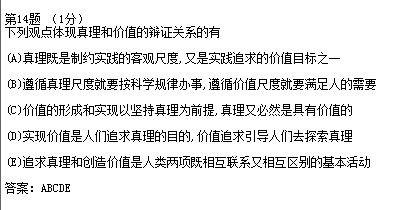 第14题 (1分)
下列观点体现真理和价值的辩证关系的有
(A)真理既是制约实践的客观尺度,又是实践追求的价值目标之一
(B)遵循真理尺度就要按科学规律办事,遵循价值尺度就要满足人的需要
(C)价值的形成和实现以坚持真理为前提,真理又必然是具有价值的
(D)实现价值是人们追求真理的目的,价值追求引导人们去探索真理
(E)追求真理和创造价值是人类两项既相互联系又相互区别的基本活动
答案：ABCDE